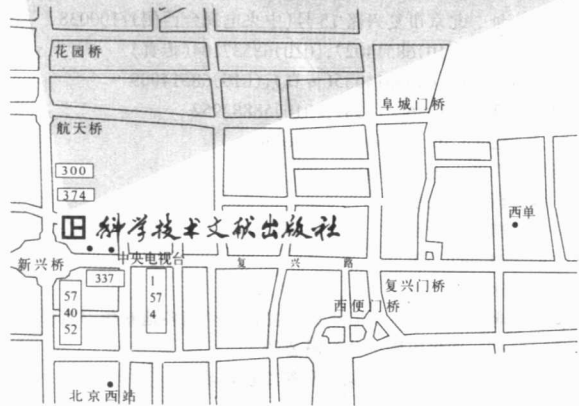 花园桥
阜城门桥
航天桥
300
374
西单
科学技术文献出版社
中央电视台
新兴桥
复兴路
337
1
57
4
57
40
52
复兴门桥
西便门桥
北京西站